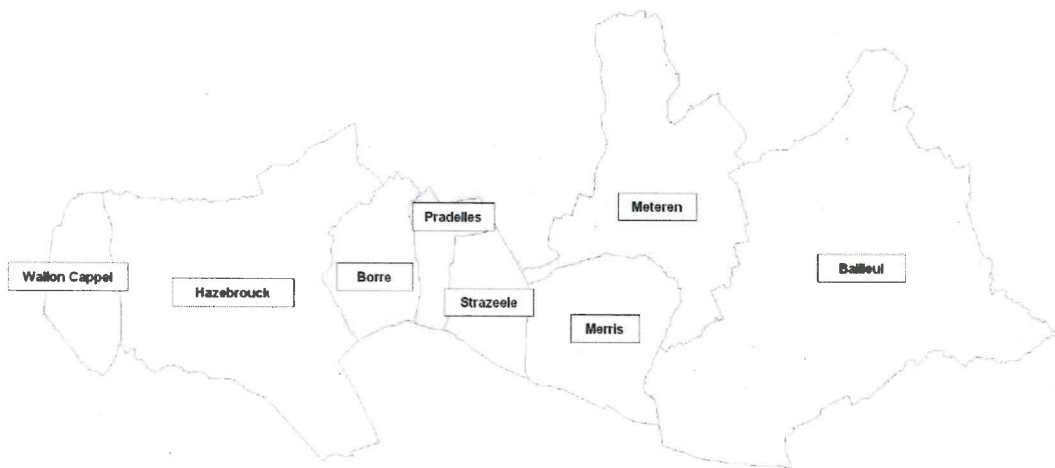 Meteren
Pradelles
Wallon Cappel
Borre
Bailleul
Hazebrouck
Strazeele
Merris